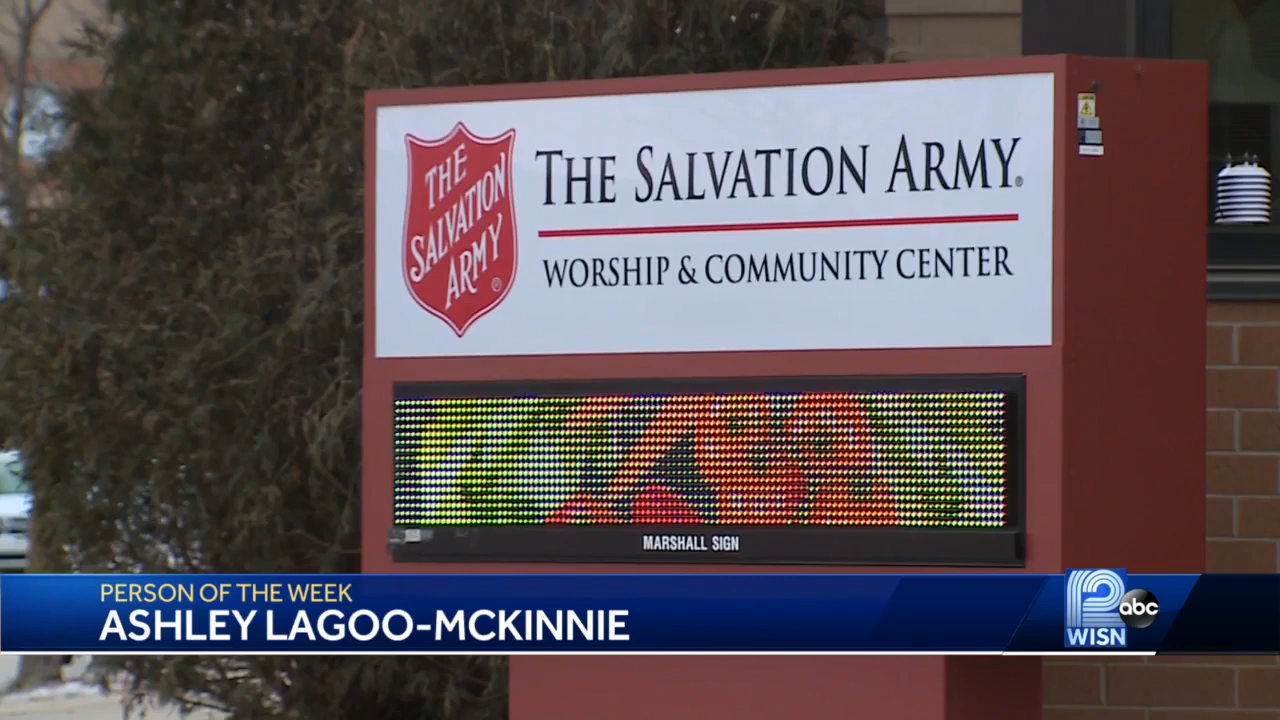 THE
SALVATION
ARMY
®
THE SALVATION ARMY®
WORSHIP & COMMUNITY CENTER
MARSHALL SIGN
PERSON OF THE WEEK
ASHLEY LAGOO-MCKINNIE
12 abc
WISN